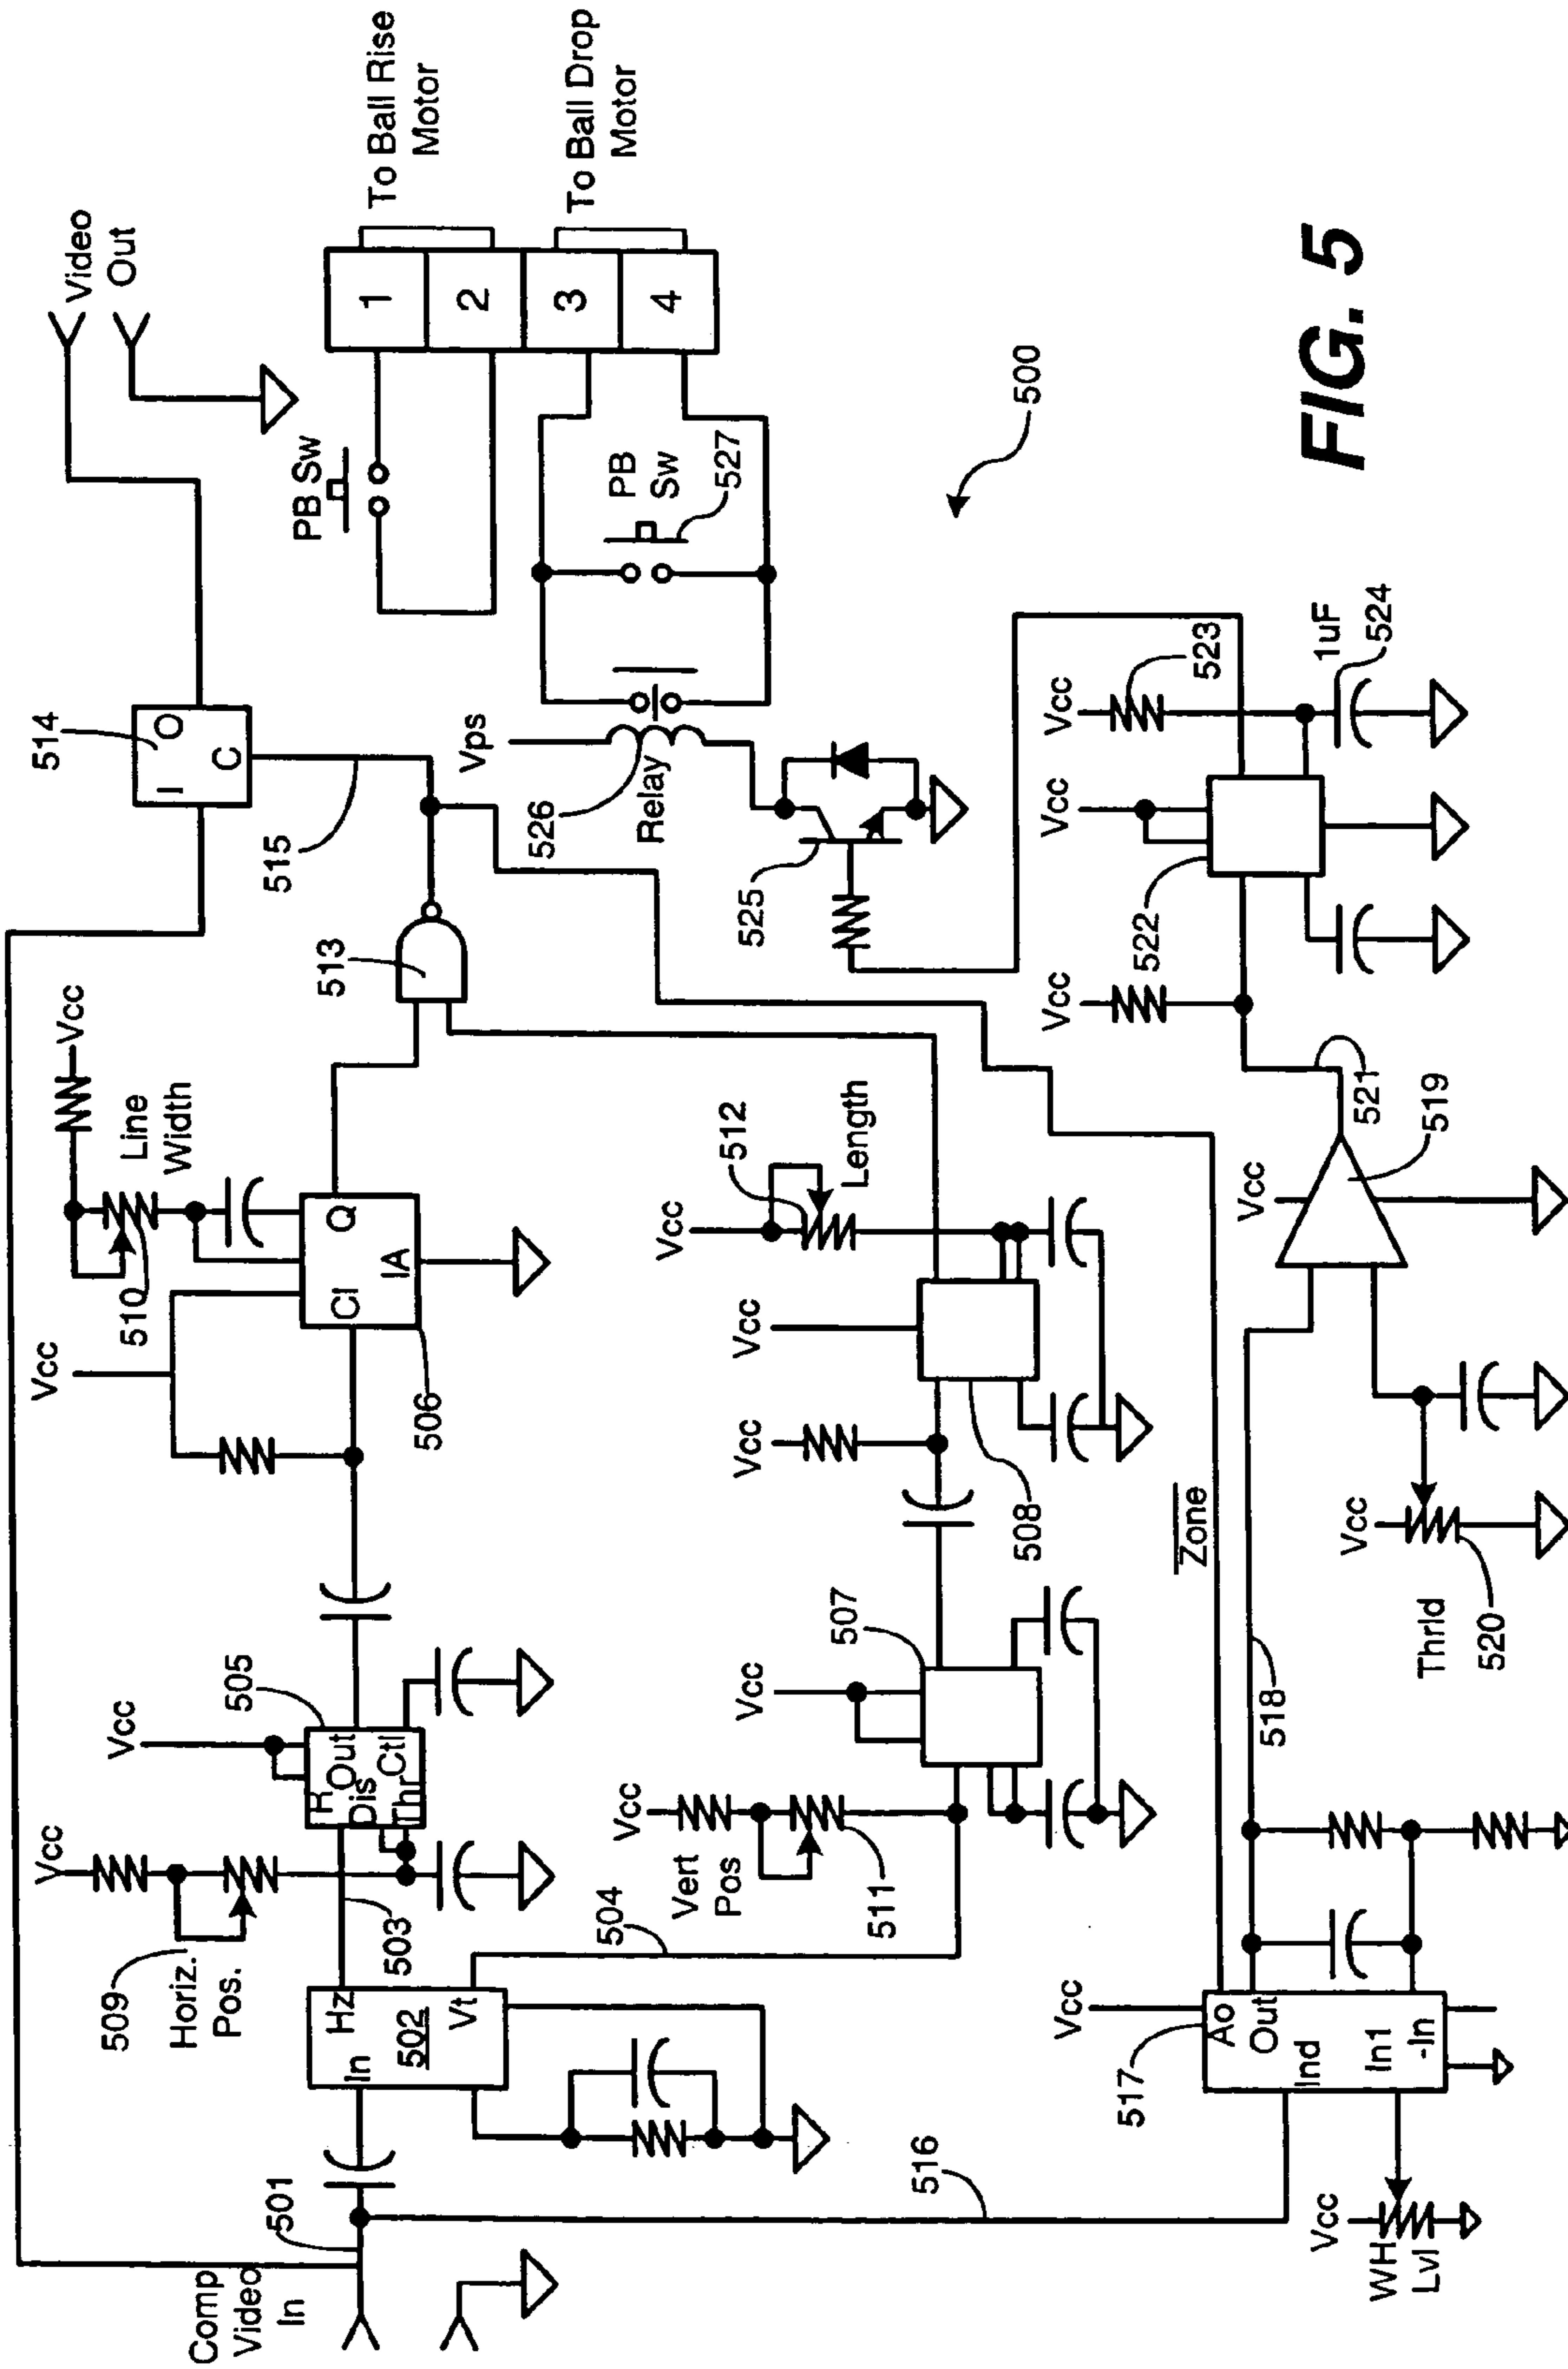 Comp
Video
In
501
In
Hz
502
Vt
503
504
509
Horiz.
Pos.
Vcc
Vcc
505
R
Out
Dis
Ctl
Thr
Vcc
506
Cl
Q
IA
510
Line
Width
Vcc
513
514
I
O
C
515
Video
Out
PB Sw
1
2
3
4
To Ball Rise
Motor
To Ball Drop
Motor
PB
Sw
527
Vps
526
Relay
525
500
Vcc
Vert
Pos
511
Vcc
507
508
Vcc
Vcc
Vcc
512
Length
Zone
516
517
Vcc
Ao
Out
Ind
In1
-In
Vcc
WH
Lvl
518
Vcc
Thrld
520
Vcc
519
521
Vcc
522
Vcc
Vcc
523
1uF
524
FIG. 5